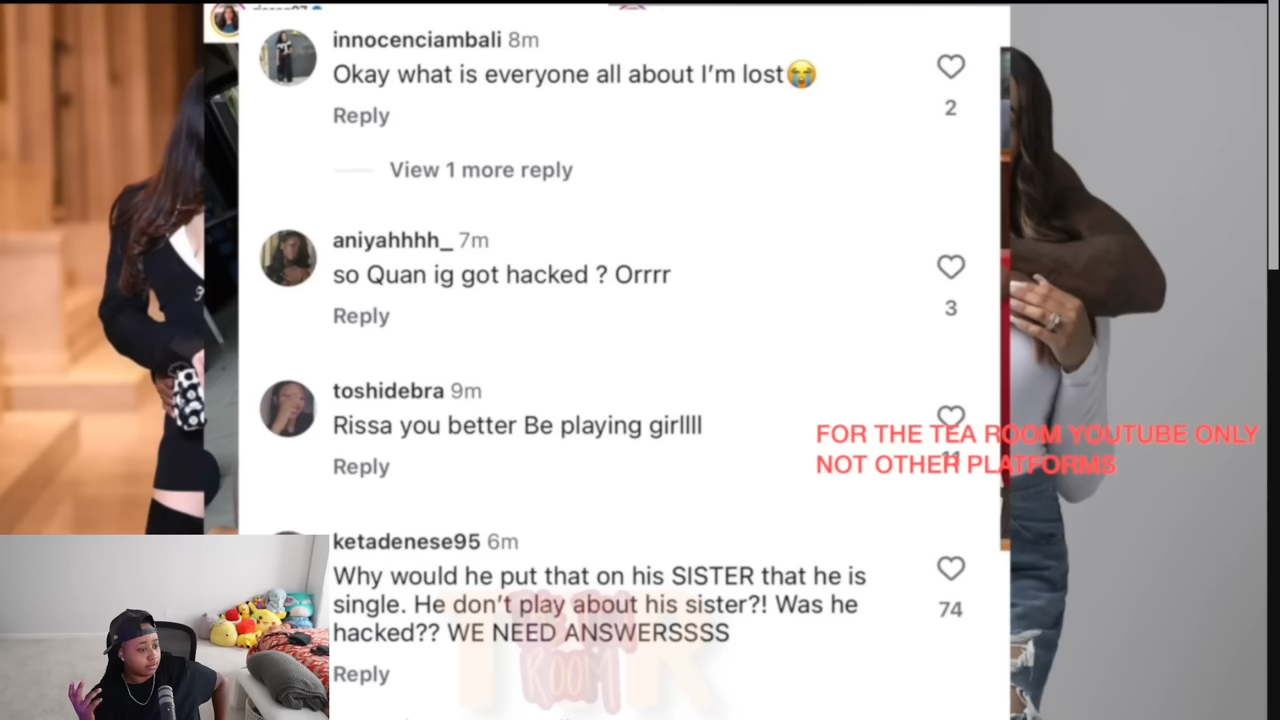 innocenciambali 8m
Okay what is everyone all about I'm lost😭
Reply
2
View 1 more reply
aniyahhhh_ 7m
so Quan ig got hacked ? Orrrr
Reply
3
toshidebra 9m
Rissa you better Be playing girllll
Reply
11
FOR THE TEA ROOM YOUTUBE ONLY
NOT OTHER PLATFORMS
ketadenese95 6m
Why would he put that on his SISTER that he is
single. He don't play about his sister?! Was he
hacked?? WE NEED ANSWERSSSS
Reply
74
ROOM